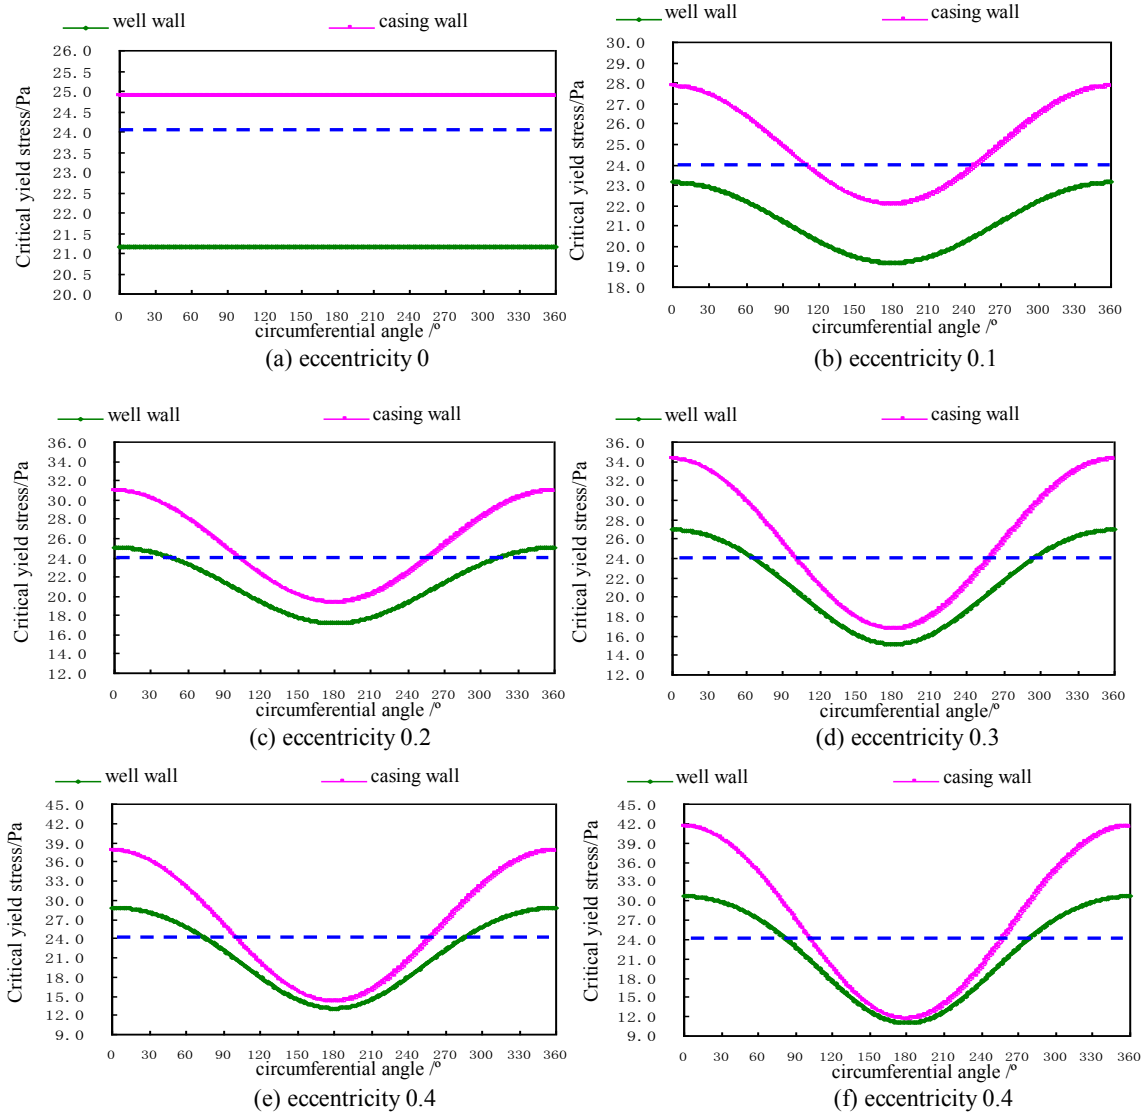 well wall casing wall
Critical yield stress/Pa
26.0
25.5
25.0
24.5
24.0
23.5
23.0
22.5
22.0
21.5
21.0
20.5
20.0
0 30 60 90 120 150 180 210 240 270 300 330 360
circumferential angle /º
(a) eccentricity 0
well wall casing wall
Critical yield stress/Pa
30.0
29.0
28.0
27.0
26.0
25.0
24.0
23.0
22.0
21.0
20.0
19.0
18.0
0 30 60 90 120 150 180 210 240 270 300 330 360
circumferential angle /º
(b) eccentricity 0.1
well wall casing wall
Critical yield stress/Pa
36.0
34.0
32.0
30.0
28.0
26.0
24.0
22.0
20.0
18.0
16.0
14.0
12.0
0 30 60 90 120 150 180 210 240 270 300 330 360
circumferential angle /º
(c) eccentricity 0.2
well wall casing wall
Critical yield stress/Pa
36.0
34.0
32.0
30.0
28.0
26.0
24.0
22.0
20.0
18.0
16.0
14.0
12.0
0 30 60 90 120 150 180 210 240 270 300 330 360
circumferential angle/º
(d) eccentricity 0.3
well wall casing wall
Critical yield stress/Pa
45.0
42.0
39.0
36.0
33.0
30.0
27.0
24.0
21.0
18.0
15.0
12.0
9.0
0 30 60 90 120 150 180 210 240 270 300 330 360
circumferential angle /º
(e) eccentricity 0.4
well wall casing wall
Critical yield stress/Pa
45.0
42.0
39.0
36.0
33.0
30.0
27.0
24.0
21.0
18.0
15.0
12.0
9.0
0 30 60 90 120 150 180 210 240 270 300 330 360
circumferential angle /º
(f) eccentricity 0.4